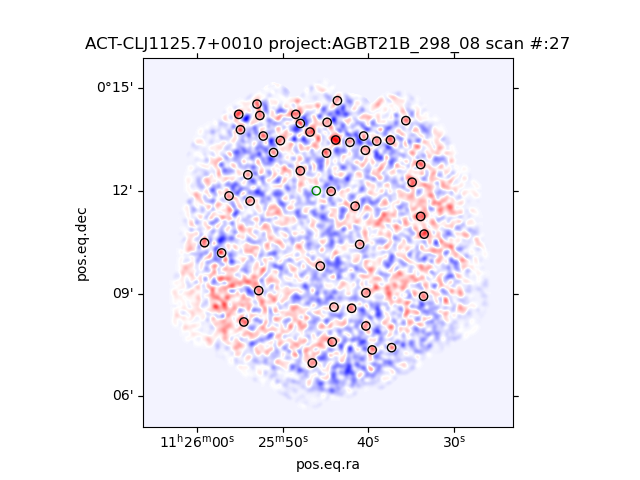 ACT-CLJ1125.7+0010 project:AGBT21B_298_08 scan #:27
0°15'
12'
09'
06'
pos.eq.dec
11ʰ26ᵐ00ˢ 25ᵐ50ˢ 40ˢ 30ˢ
pos.eq.ra